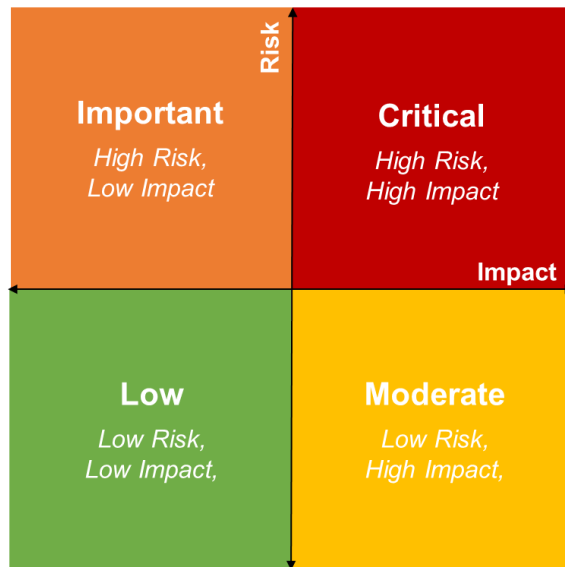 Risk
Important
High Risk,
Low Impact
Critical
High Risk,
High Impact
Impact
Low
Low Risk,
Low Impact,
Moderate
Low Risk,
High Impact,